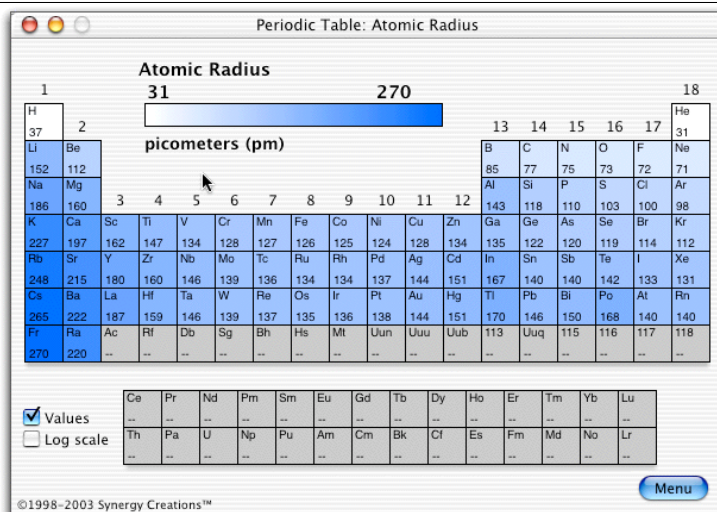 Periodic Table: Atomic Radius
Atomic Radius
31 270
picometers (pm)
1 18
2 13 14 15 16 17
3 4 5 6 7 8 9 10 11 12
H He
37 31
Li Be B C N O F Ne
152 112 85 77 75 73 72 71
Na Mg Al Si P S Cl Ar
186 160 143 118 110 103 100 98
K Ca Sc Ti V Cr Mn Fe Co Ni Cu Zn Ga Ge As Se Br Kr
227 197 162 147 134 128 127 126 125 124 128 134 135 122 120 119 114 112
Rb Sr Y Zr Nb Mo Tc Ru Rh Pd Ag Cd In Sn Sb Te I Xe
248 215 180 160 146 139 136 134 134 137 144 151 167 140 140 142 133 131
Cs Ba La Hf Ta W Re Os Ir Pt Au Hg Tl Pb Bi Po At Rn
265 222 187 159 146 139 137 135 136 138 144 151 170 146 150 168 140 140
Fr Ra Ac Rf Db Sg Bh Hs Mt Uun Uuu Uub 113 Uuq 115 116 117 118
270 220 -- -- -- -- -- -- -- -- -- -- -- -- -- -- -- --
Ce Pr Nd Pm Sm Eu Gd Tb Dy Ho Er Tm Yb Lu
-- -- -- -- -- -- -- -- -- -- -- -- -- --
Th Pa U Np Pu Am Cm Bk Cf Es Fm Md No Lr
-- -- -- -- -- -- -- -- -- -- -- -- -- --
Values
Log scale
Menu
©1998–2003 Synergy Creations™